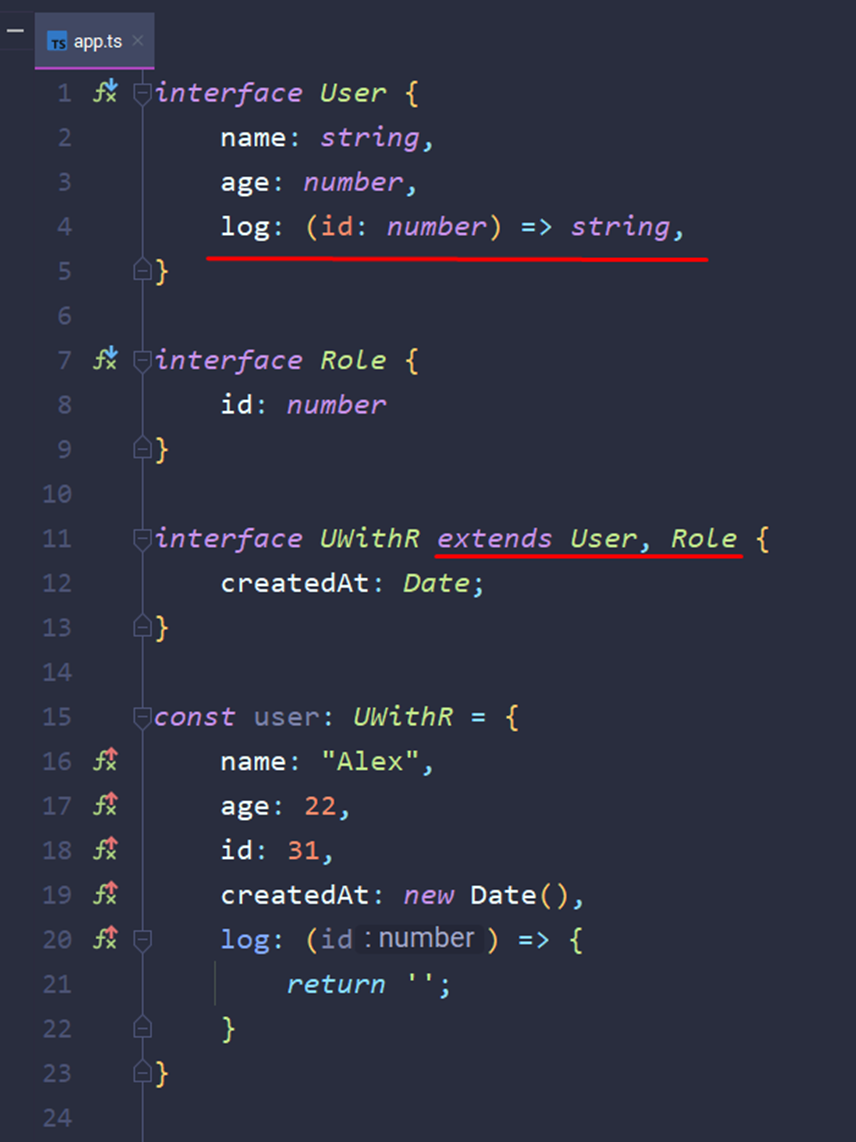 TS app.ts ×
1 interface User {
2 name: string,
3 age: number,
4 log: (id: number) => string,
5 }
6
7 interface Role {
8 id: number
9 }
10
11 interface UWithR extends User, Role {
12 createdAt: Date;
13 }
14
15 const user: UWithR = {
16 name: "Alex",
17 age: 22,
18 id: 31,
19 createdAt: new Date(),
20 log: (id : number ) => {
21 return '';
22 }
23 }
24